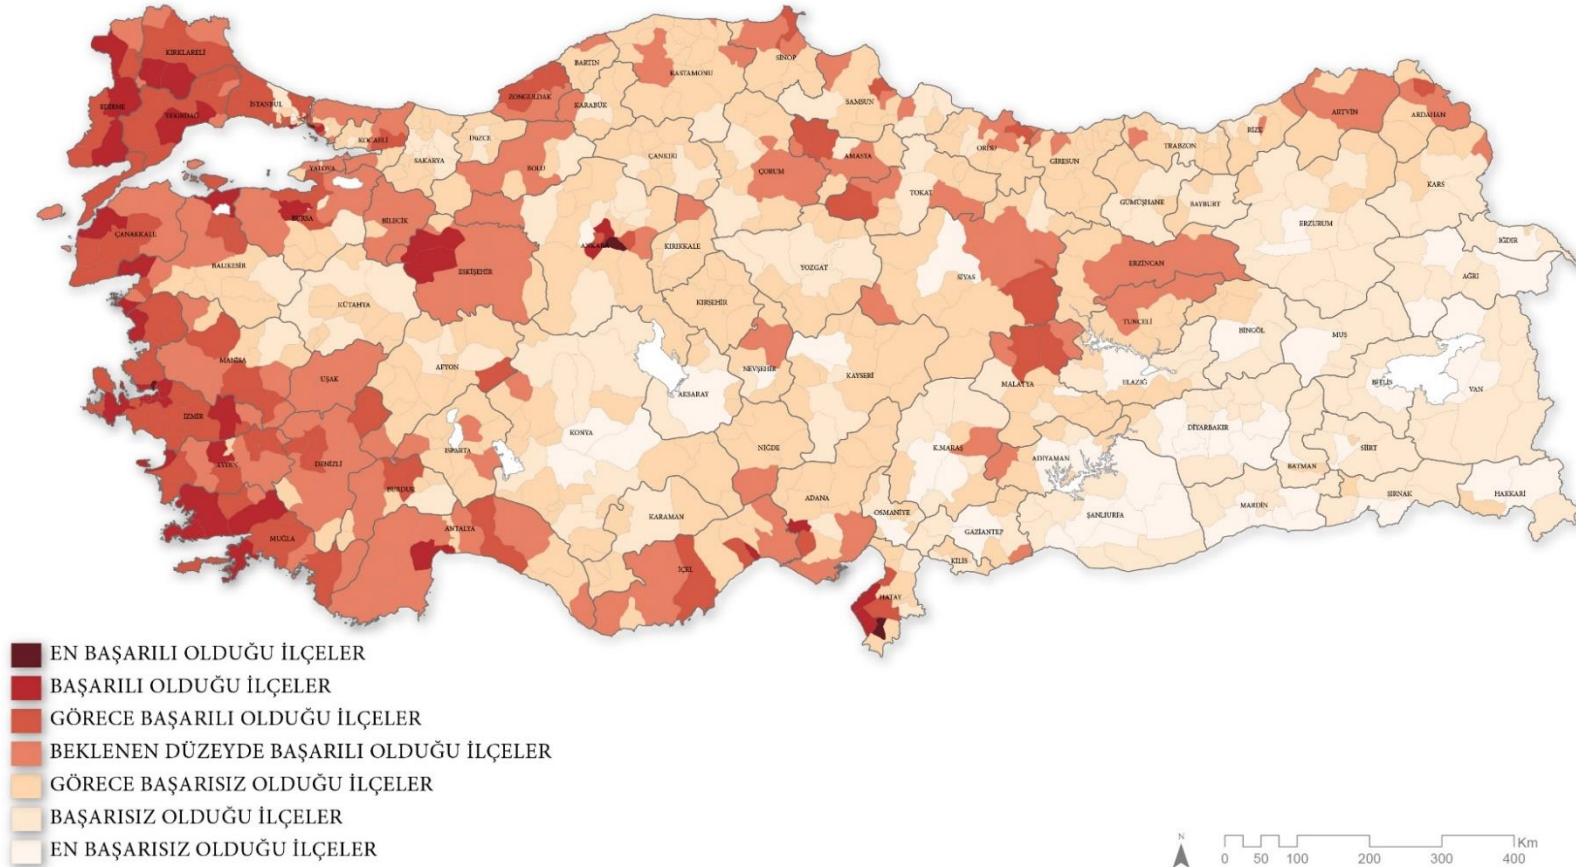 KIRKLARELİ
EDİRNE
TEKİRDAĞ
İSTANBUL
KOCAELİ
YALOVA
SAKARYA
DÜZCE
ZONGULDAK
BARTIN
KARABÜK
KASTAMONU
SİNOP
SAMSUN
BOLU
ÇANKIRI
ÇORUM
AMASYA
TOKAT
ORDU
GİRESUN
TRABZON
RİZE
ARTVİN
ARDAHAN
KARS
GÜMÜŞHANE
BAYBURT
ERZURUM
IĞDIR
AĞRI
ÇANAKKALE
BURSA
BİLECİK
BALIKESİR
KÜTAHYA
ESKİŞEHİR
ANKARA
KIRIKKALE
YOZGAT
KIRŞEHİR
SİVAS
ERZİNCAN
TUNCELİ
BİNGÖL
MUŞ
BİTLİS
VAN
MANİSA
UŞAK
AFYON
NEVŞEHİR
KAYSERİ
MALATYA
ELAZIĞ
AKSARAY
İZMİR
AYDIN
DENİZLİ
ISPARTA
BURDUR
KONYA
NİĞDE
K.MARAŞ
ADIYAMAN
DİYARBAKIR
BATMAN
SİİRT
ŞIRNAK
HAKKARİ
MARDİN
ŞANLIURFA
GAZİANTEP
KİLİS
OSMANİYE
ADANA
KARAMAN
ANTALYA
MUĞLA
İÇEL
HATAY
EN BAŞARILI OLDUĞU İLÇELER
BAŞARILI OLDUĞU İLÇELER
GÖRECE BAŞARILI OLDUĞU İLÇELER
BEKLENEN DÜZEYDE BAŞARILI OLDUĞU İLÇELER
GÖRECE BAŞARISIZ OLDUĞU İLÇELER
BAŞARISIZ OLDUĞU İLÇELER
EN BAŞARISIZ OLDUĞU İLÇELER
N
Km
0 50 100 200 300 400